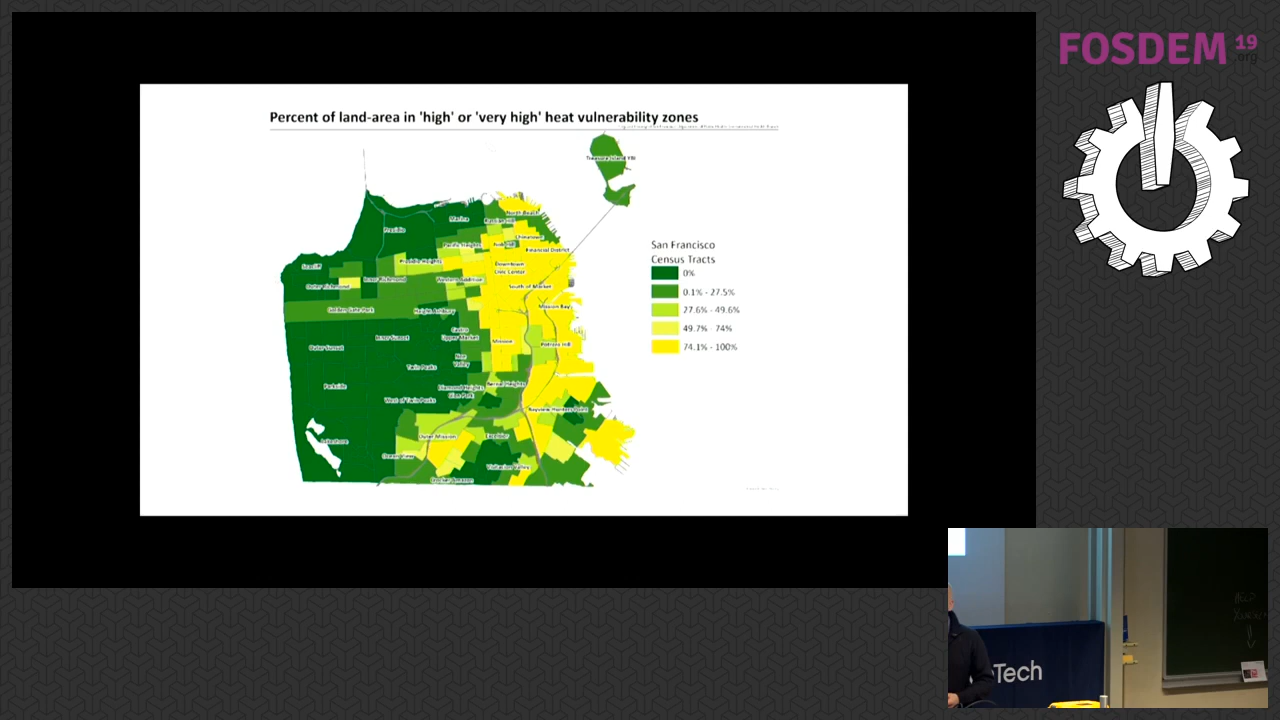 FOSDEM 19
.org
Percent of land-area in 'high' or 'very high' heat vulnerability zones
Treasure Island/YBI
North Beach
Marina
Russian Hill
Presidio
Chinatown
Pacific Heights
Nob Hill
Financial District
Presidio Heights
Downtown
Civic Center
Seacliff
Inner Richmond
Western Addition
Outer Richmond
South of Market
Golden Gate Park
Haight Ashbury
Mission Bay
Castro
Upper Market
Inner Sunset
Mission
Potrero Hill
Outer Sunset
Noe
Valley
Twin Peaks
Parkside
Diamond Heights
Glen Park
Bernal Heights
West of Twin Peaks
Bayview Hunters Point
Lakeshore
Outer Mission
Excelsior
Ocean View
Visitacion Valley
Crocker Amazon
San Francisco
Census Tracts
0%
0.1% - 27.5%
27.6% - 49.6%
49.7% - 74%
74.1% - 100%
Tech